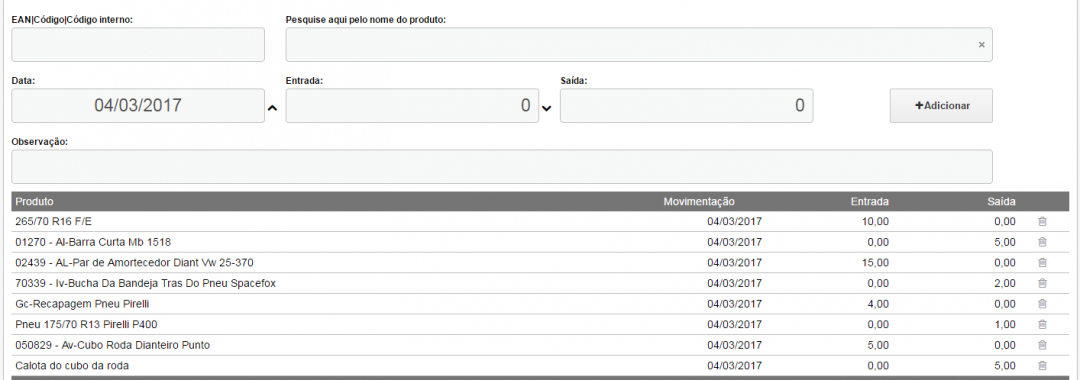 EAN|Código|Código interno: Pesquise aqui pelo nome do produto:
×
Data: Entrada: Saída:
04/03/2017 0 0 +Adicionar
Observação:
Produto Movimentação Entrada Saída
265/70 R16 F/E 04/03/2017 10,00 0,00
01270 - Al-Barra Curta Mb 1518 04/03/2017 0,00 5,00
02439 - AL-Par de Amortecedor Diant Vw 25-370 04/03/2017 15,00 0,00
70339 - Iv-Bucha Da Bandeja Tras Do Pneu Spacefox 04/03/2017 0,00 2,00
Gc-Recapagem Pneu Pirelli 04/03/2017 4,00 0,00
Pneu 175/70 R13 Pirelli P400 04/03/2017 0,00 1,00
050829 - Av-Cubo Roda Dianteiro Punto 04/03/2017 5,00 0,00
Calota do cubo da roda 04/03/2017 0,00 5,00